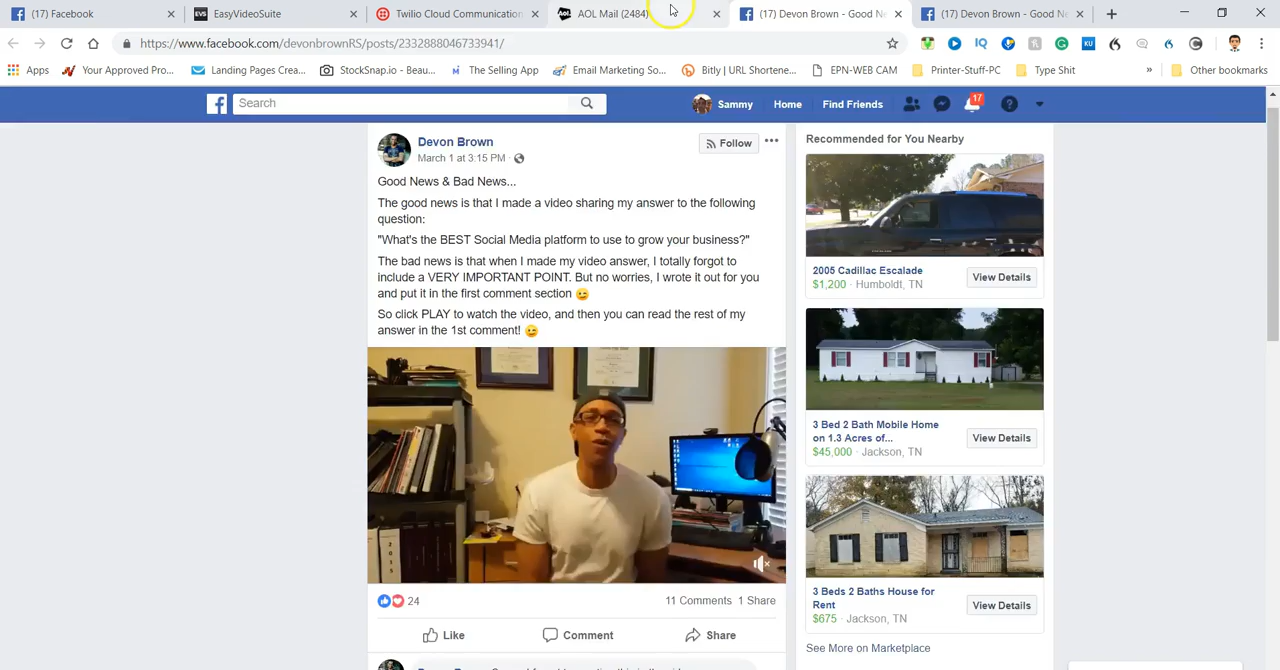 (17) Facebook
EasyVideoSuite
Twilio Cloud Communication
AOL Mail (2484)
(17) Devon Brown - Good Ne
(17) Devon Brown - Good Ne
https://www.facebook.com/devonbrownRS/posts/2332888046733941/
Apps
Your Approved Pro...
Landing Pages Crea...
StockSnap.io - Beau...
The Selling App
Email Marketing So...
Bitly | URL Shortene...
EPN-WEB CAM
Printer-Stuff-PC
Type Shit
»
Other bookmarks
Search
Sammy
Home
Find Friends
17
Devon Brown
March 1 at 3:15 PM ·
Follow
Good News & Bad News...
The good news is that I made a video sharing my answer to the following
question:
"What's the BEST Social Media platform to use to grow your business?"
The bad news is that when I made my video answer, I totally forgot to
include a VERY IMPORTANT POINT. But no worries, I wrote it out for you
and put it in the first comment section 😉
So click PLAY to watch the video, and then you can read the rest of my
answer in the 1st comment! 😉
24
11 Comments 1 Share
Like
Comment
Share
Recommended for You Nearby
2005 Cadillac Escalade
$1,200 · Humboldt, TN
View Details
3 Bed 2 Bath Mobile Home
on 1.3 Acres of...
$45,000 · Jackson, TN
View Details
3 Beds 2 Baths House for
Rent
$675 · Jackson, TN
View Details
See More on Marketplace